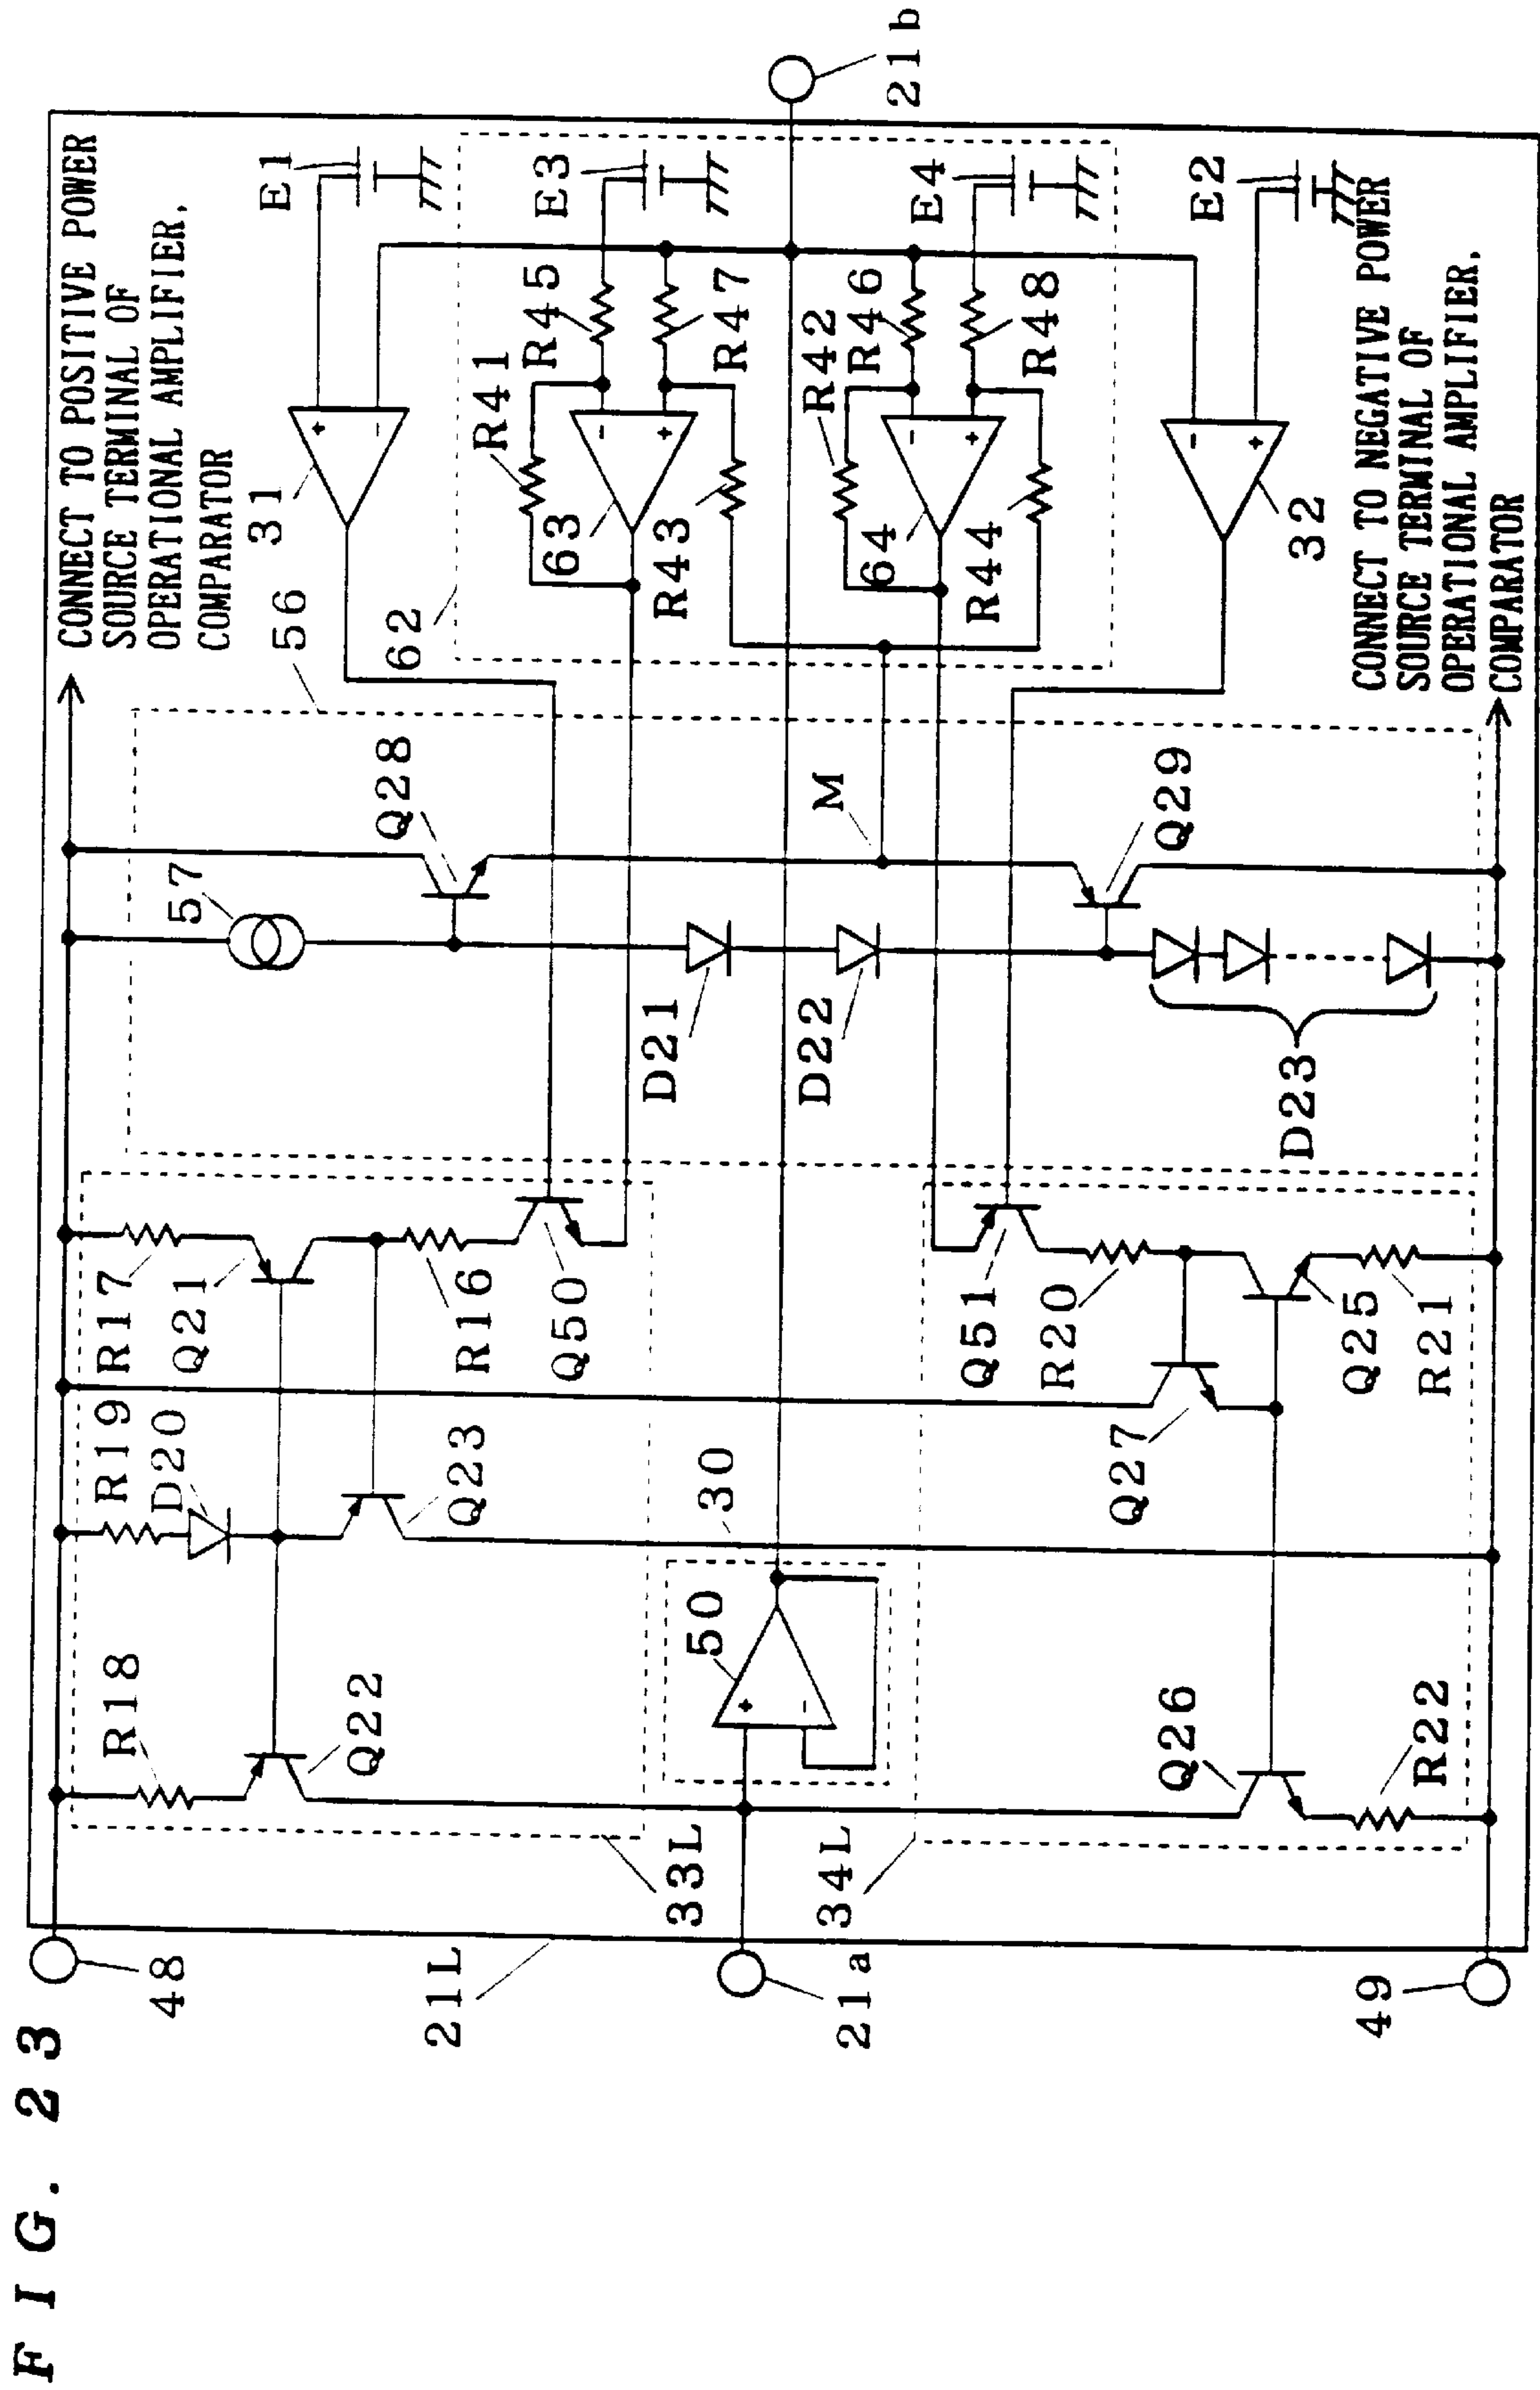 FIG. 23
CONNECT TO POSITIVE POWER
SOURCE TERMINAL OF
OPERATIONAL AMPLIFIER,
COMPARATOR
21b
E1
E3
E4
E2
R45
R47
R46
R48
R41
R43
R42
R44
+
-
31
-
+
63
-
+
64
-
+
32
56
62
CONNECT TO NEGATIVE POWER
SOURCE TERMINAL OF
OPERATIONAL AMPLIFIER,
COMPARATOR
Q28
57
M
Q29
D21
D22
D23
R17
Q21
R16
Q50
Q51
R20
Q25
R21
R19
D20
Q23
30
Q27
R18
Q22
50
+
-
Q26
R22
33L
34L
48
21L
21a
49